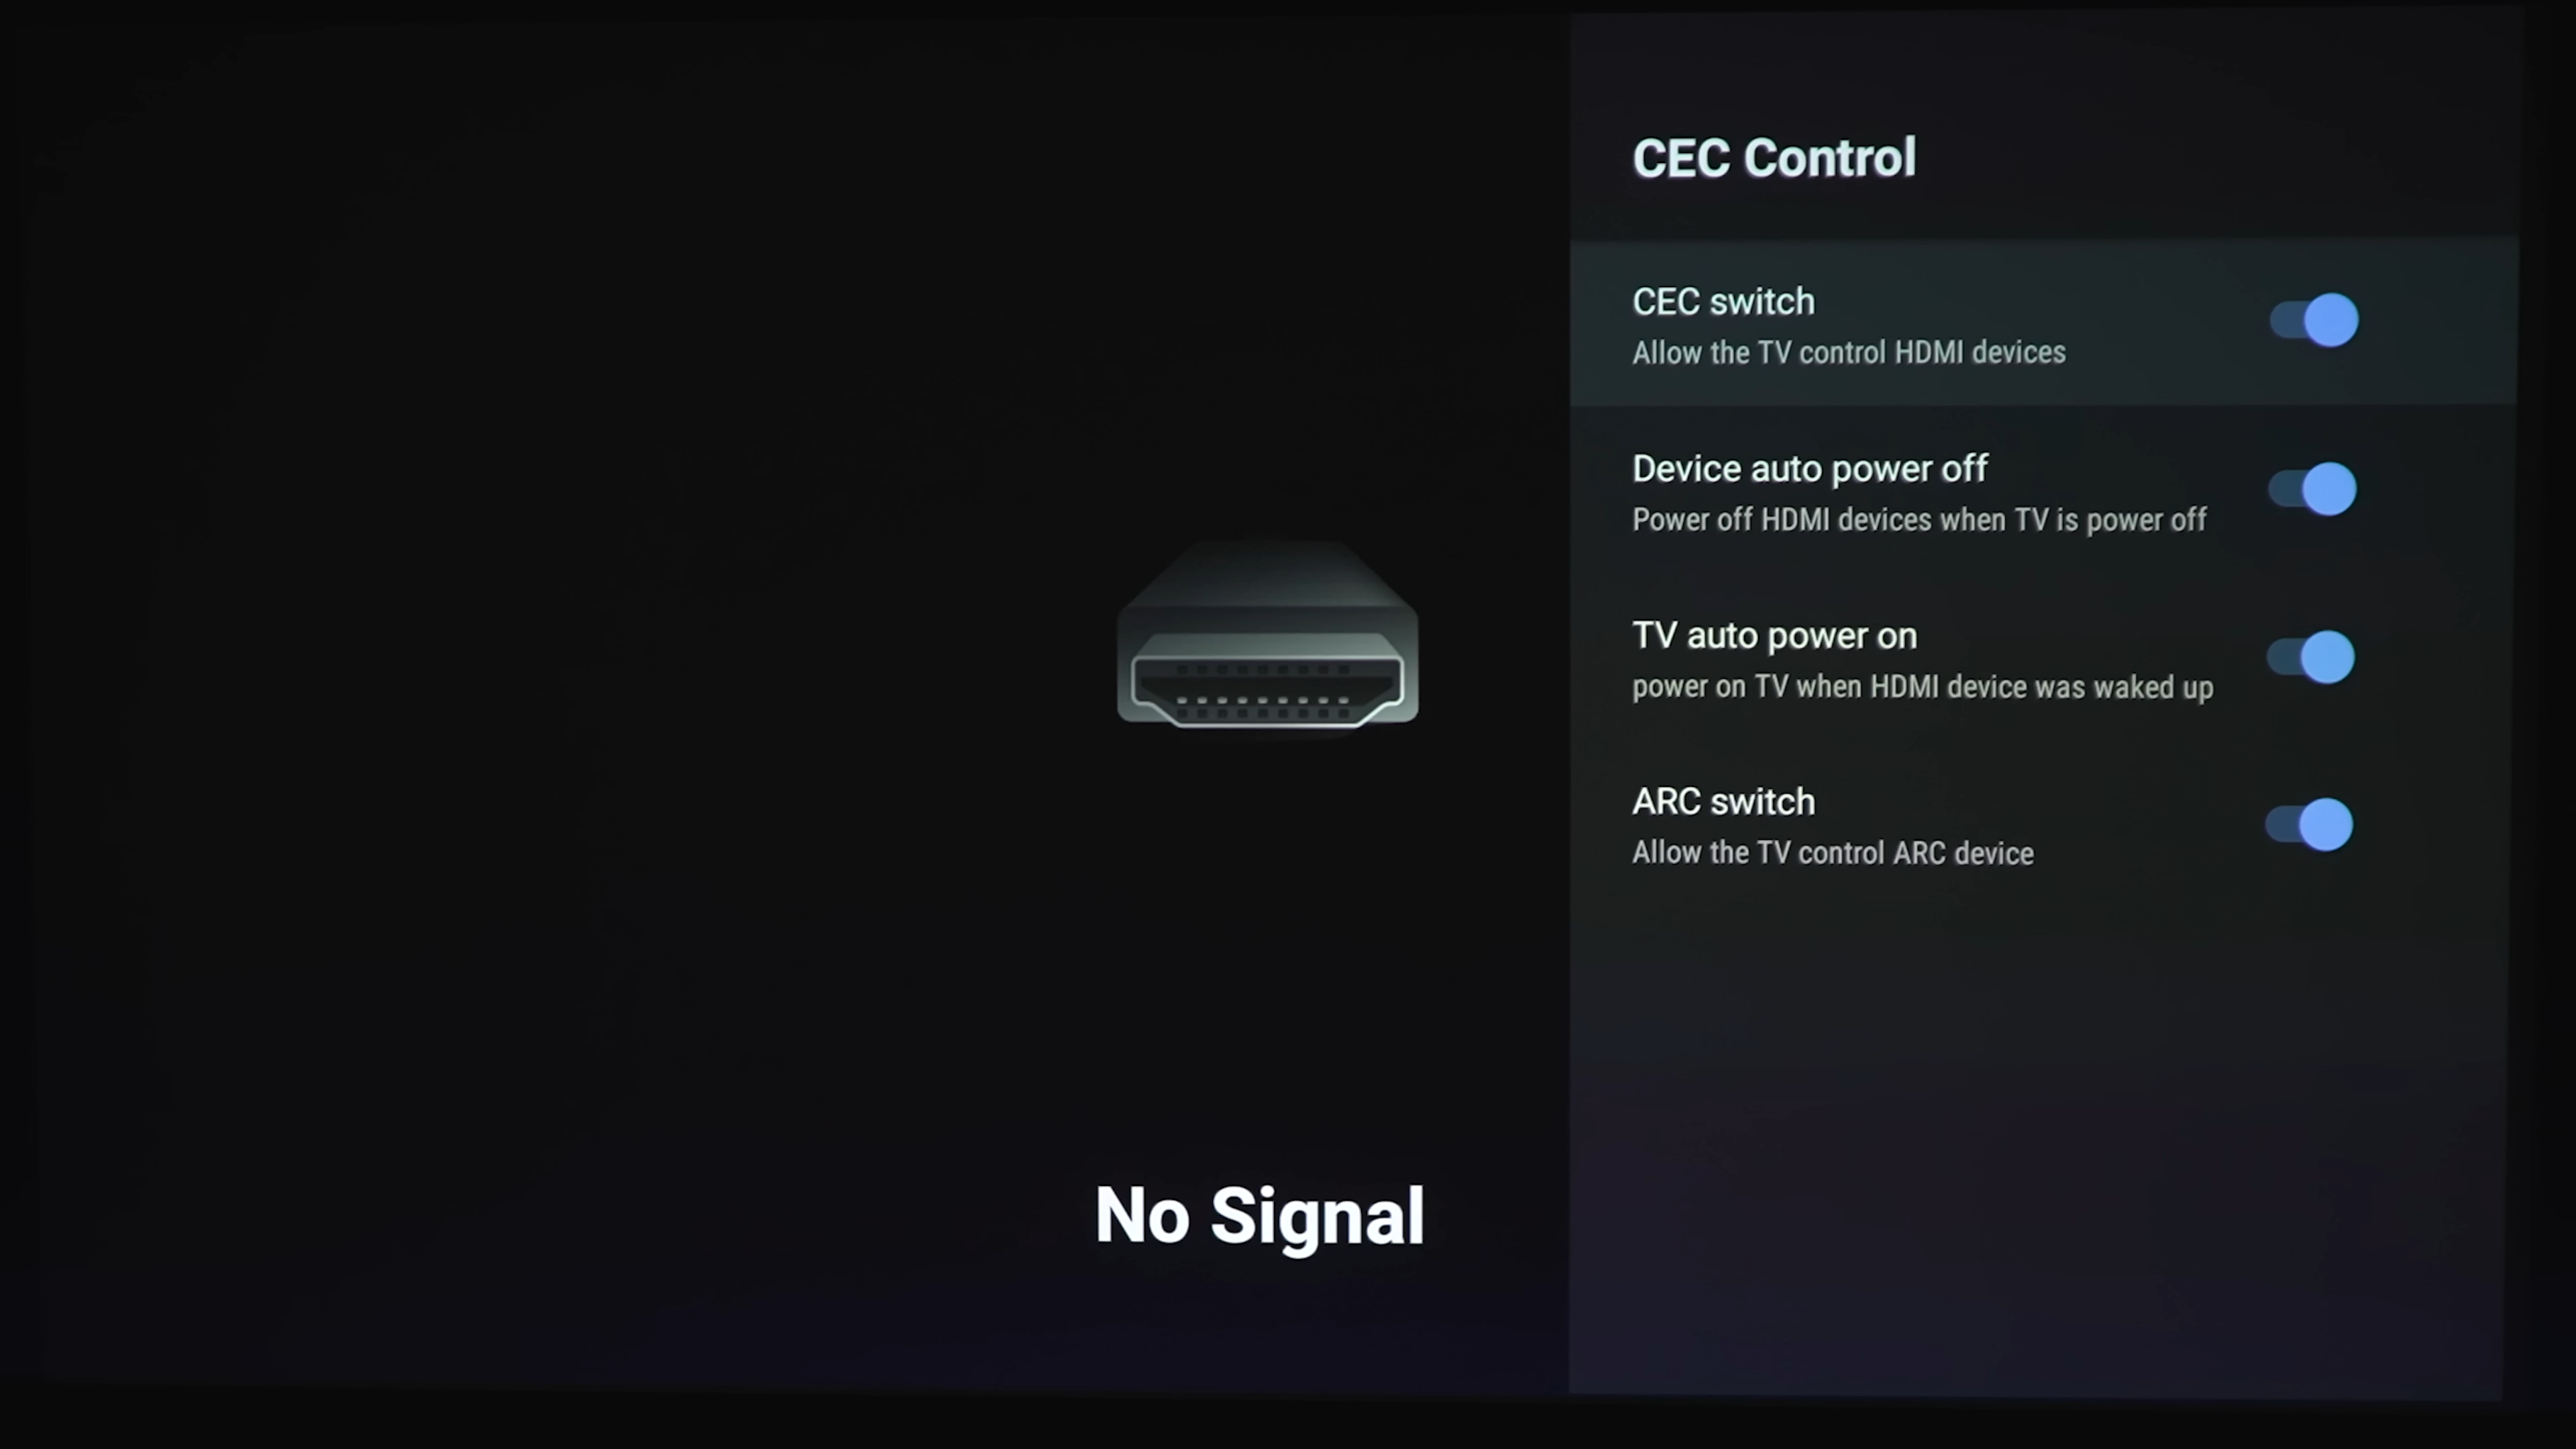 CEC Control
CEC switch
Allow the TV control HDMI devices
Device auto power off
Power off HDMI devices when TV is power off
TV auto power on
power on TV when HDMI device was waked up
ARC switch
Allow the TV control ARC device
No Signal